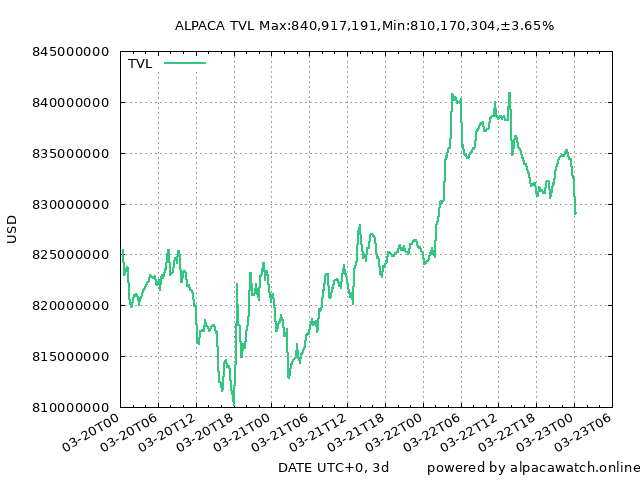 ALPACA TVL Max:840,917,191,Min:810,170,304,±3.65%
845000000
TVL
840000000
835000000
830000000
USD
825000000
820000000
815000000
810000000
03-20T00
03-20T06
03-20T12
03-20T18
03-21T00
03-21T06
03-21T12
03-21T18
03-22T00
03-22T06
03-22T12
03-22T18
03-23T00
03-23T06
DATE UTC+0, 3d
powered by alpacawatch.online